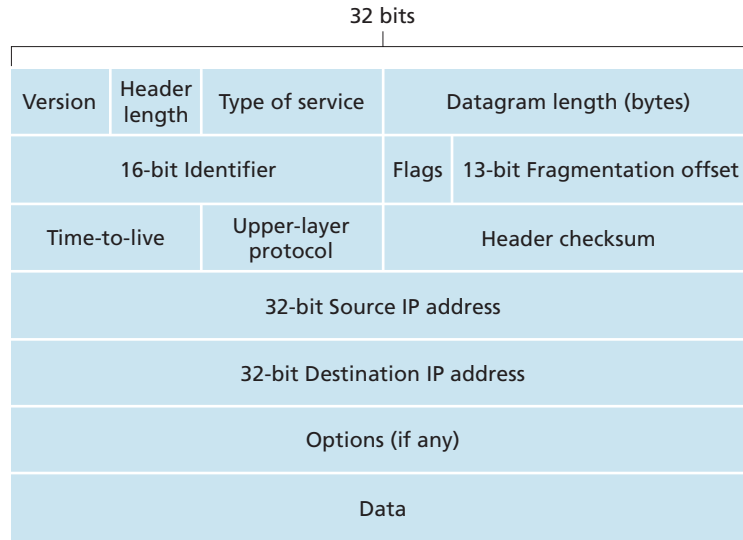 32 bits
Version
Header
length
Type of service
Datagram length (bytes)
16-bit Identifier
Flags
13-bit Fragmentation offset
Time-to-live
Upper-layer
protocol
Header checksum
32-bit Source IP address
32-bit Destination IP address
Options (if any)
Data